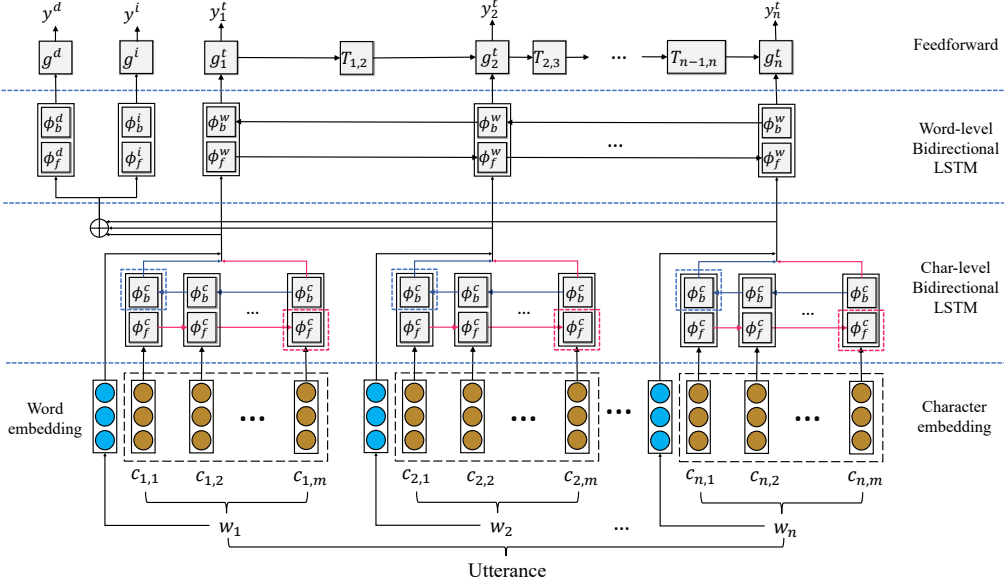 y^d y^i y_1^t y_2^t y_n^t
g^d g^i g_1^t T_{1,2} g_2^t T_{2,3} ... T_{n-1,n} g_n^t
Feedforward
ϕ_b^d ϕ_b^i ϕ_b^w ϕ_b^w ϕ_b^w
ϕ_f^d ϕ_f^i ϕ_f^w ϕ_f^w ... ϕ_f^w
Word-level
Bidirectional
LSTM
ϕ_b^c ϕ_b^c ϕ_b^c ϕ_b^c ϕ_b^c ϕ_b^c ϕ_b^c ϕ_b^c ϕ_b^c
... ... ...
ϕ_f^c ϕ_f^c ϕ_f^c ϕ_f^c ϕ_f^c ϕ_f^c ϕ_f^c ϕ_f^c ϕ_f^c
Char-level
Bidirectional
LSTM
Word
embedding
... ... ... ...
Character
embedding
c_{1,1} c_{1,2} c_{1,m} c_{2,1} c_{2,2} c_{2,m} c_{n,1} c_{n,2} c_{n,m}
w_1 w_2 ... w_n
Utterance